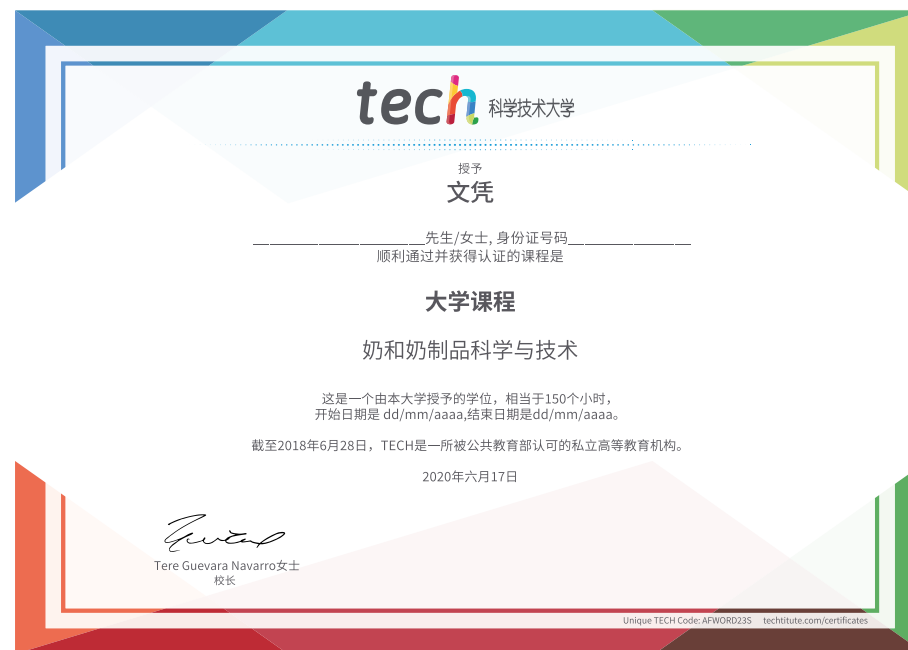 tech 科学技术大学
授予
文凭
______________________先生/女士, 身份证号码________________
顺利通过并获得认证的课程是
大学课程
奶和奶制品科学与技术
这是一个由本大学授予的学位，相当于150个小时，
开始日期是 dd/mm/aaaa,结束日期是dd/mm/aaaa。
截至2018年6月28日，TECH是一所被公共教育部认可的私立高等教育机构。
2020年六月17日
Tere Guevara Navarro女士
校长
Unique TECH Code: AFWORD23S techtitute.com/certificates